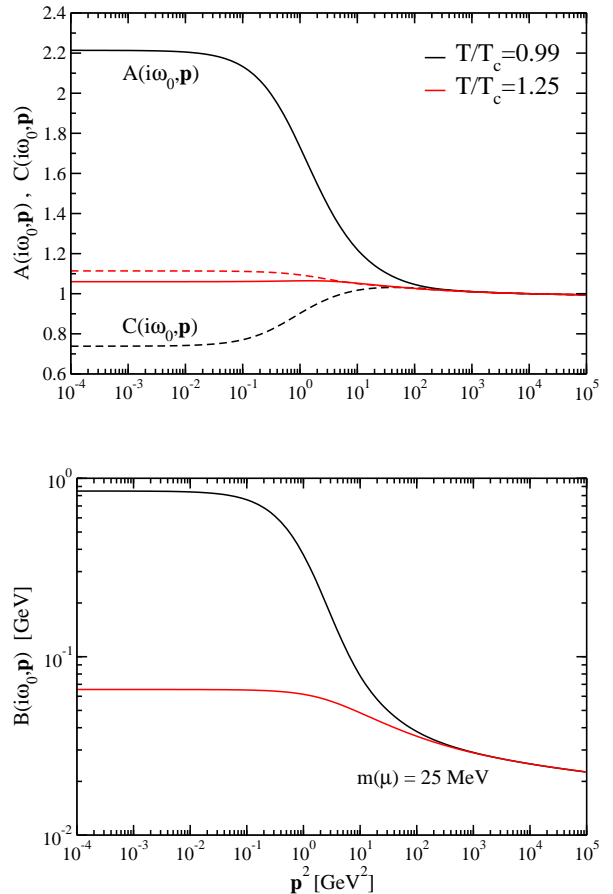 2.4
2.2
2
1.8
1.6
1.4
1.2
1
0.8
0.6
A(iω₀,p) , C(iω₀,p)
A(iω₀,p)
C(iω₀,p)
T/T_c=0.99
T/T_c=1.25
10⁻⁴ 10⁻³ 10⁻² 10⁻¹ 10⁰ 10¹ 10² 10³ 10⁴ 10⁵
10⁰
10⁻¹
10⁻²
B(iω₀,p) [GeV]
m(μ) = 25 MeV
10⁻⁴ 10⁻³ 10⁻² 10⁻¹ 10⁰ 10¹ 10² 10³ 10⁴ 10⁵
p² [GeV²]